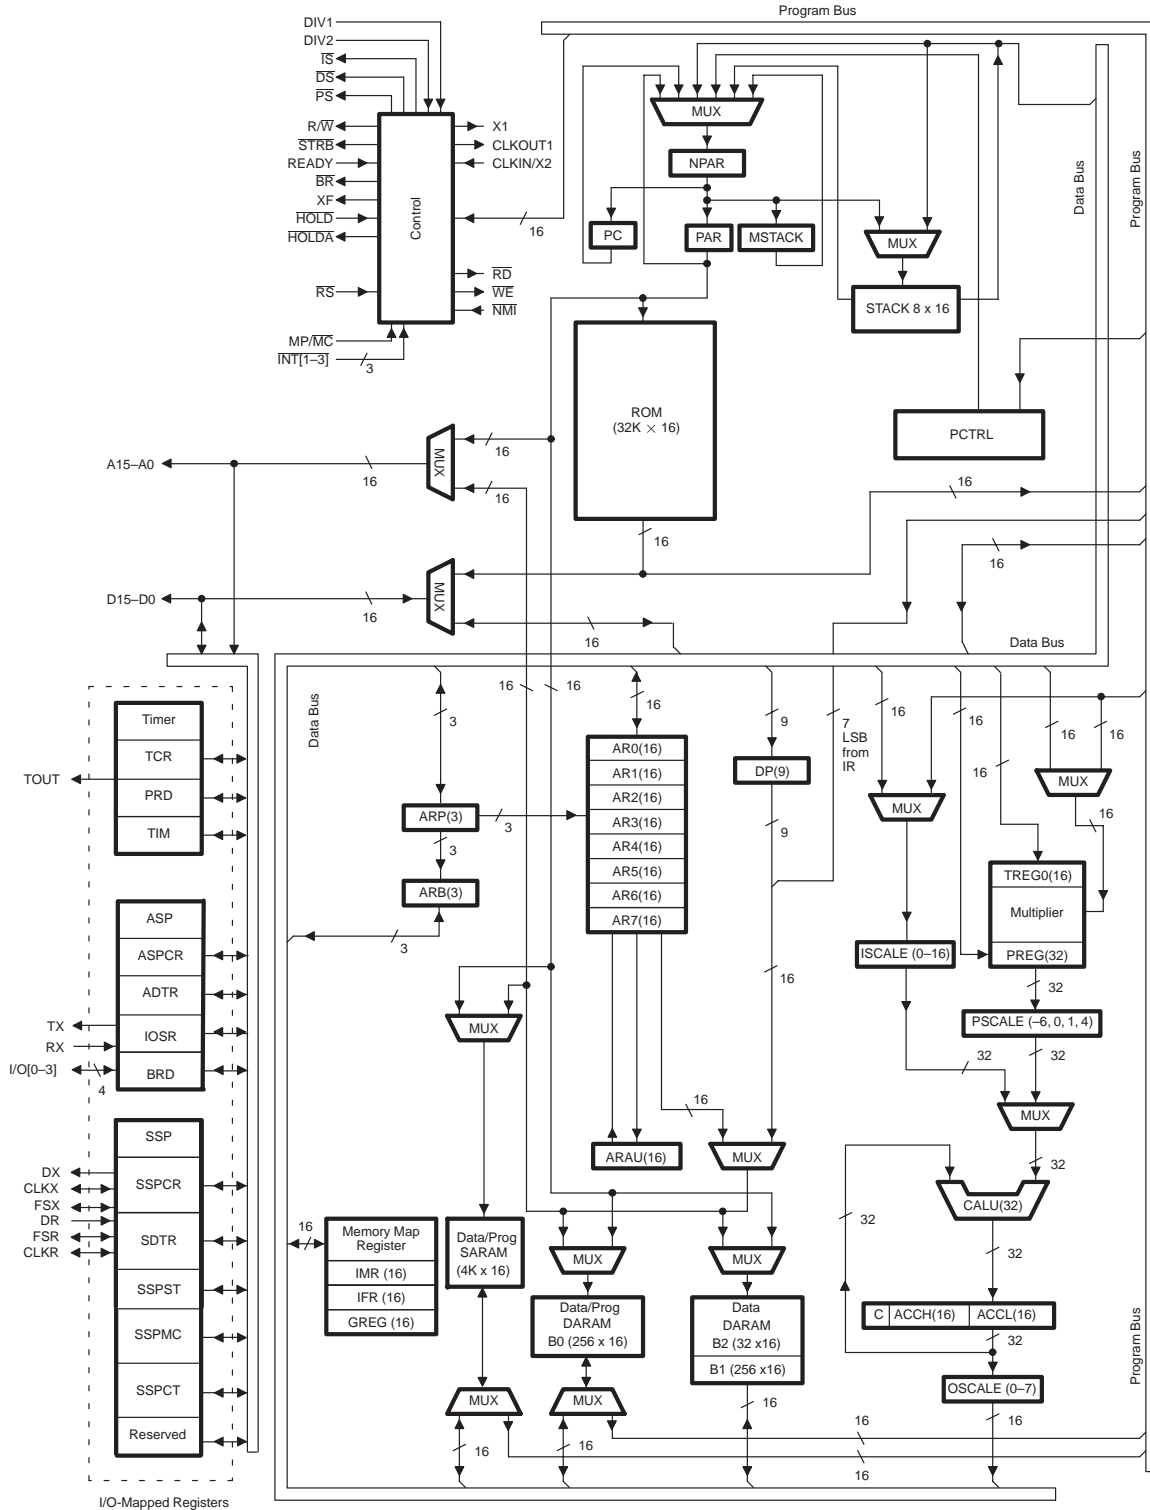 Program Bus
DIV1
DIV2
IS
DS
PS
R/W
STRB
READY
BR
XF
HOLD
HOLDA
RS
MP/MC
INT[1–3]
3
Control
X1
CLKOUT1
CLKIN/X2
16
RD
WE
NMI
MUX
NPAR
PC
PAR
MSTACK
MUX
STACK 8 x 16
Data Bus
Program Bus
ROM
(32K × 16)
PCTRL
A15–A0
16
MUX
16
16
16
16
16
D15–D0
16
MUX
16
Data Bus
Data Bus
Timer
TCR
PRD
TIM
TOUT
ASP
ASPCR
ADTR
IOSR
BRD
TX
RX
I/O[0–3]
4
SSP
SSPCR
SDTR
SSPST
SSPMC
SSPCT
Reserved
DX
CLKX
FSX
DR
FSR
CLKR
I/O-Mapped Registers
3
16
16
16
9
7
LSB
from
IR
16
16
16
16
16
ARP(3)
3
3
ARB(3)
3
AR0(16)
AR1(16)
AR2(16)
AR3(16)
AR4(16)
AR5(16)
AR6(16)
AR7(16)
DP(9)
9
16
MUX
MUX
16
TREG0(16)
Multiplier
PREG(32)
ISCALE (0–16)
32
PSCALE (–6, 0, 1, 4)
32
32
MUX
32
MUX
16
ARAU(16)
MUX
CALU(32)
32
32
16
Memory Map
Register
IMR (16)
IFR (16)
GREG (16)
Data/Prog
SARAM
(4K x 16)
MUX
Data/Prog
DARAM
B0 (256 x 16)
MUX
Data
DARAM
B2 (32 x16)
B1 (256 x16)
C
ACCH(16)
ACCL(16)
32
OSCALE (0–7)
16
MUX
MUX
16
16
16
16
16
Program Bus